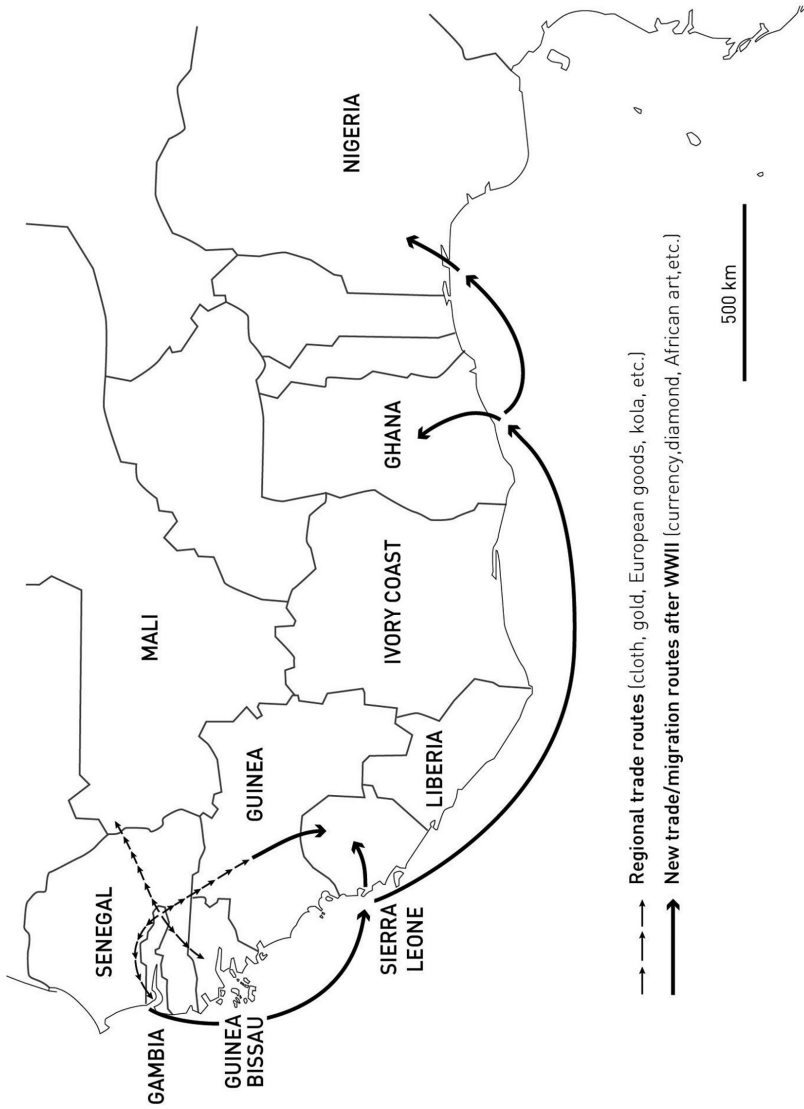 SENEGAL
MALI
NIGERIA
GAMBIA
GUINEA
BISSAU
GUINEA
SIERRA
LEONE
LIBERIA
IVORY COAST
GHANA
Regional trade routes (cloth, gold, European goods, kola, etc.)
New trade/migration routes after WWII (currency,diamond, African art,etc.)
500 km